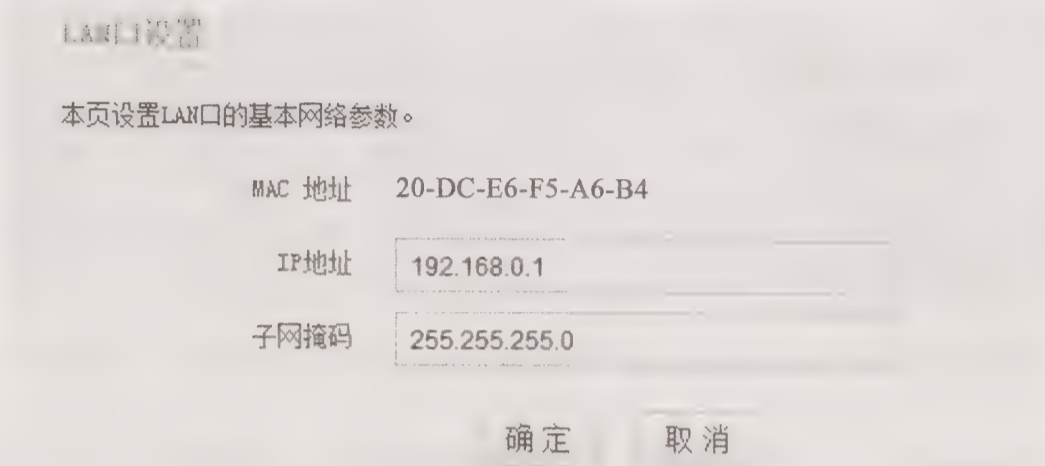 LAN口设置
本页设置LAN口的基本网络参数。
MAC 地址 20-DC-E6-F5-A6-B4
IP地址 192.168.0.1
子网掩码 255.255.255.0
确定 取消